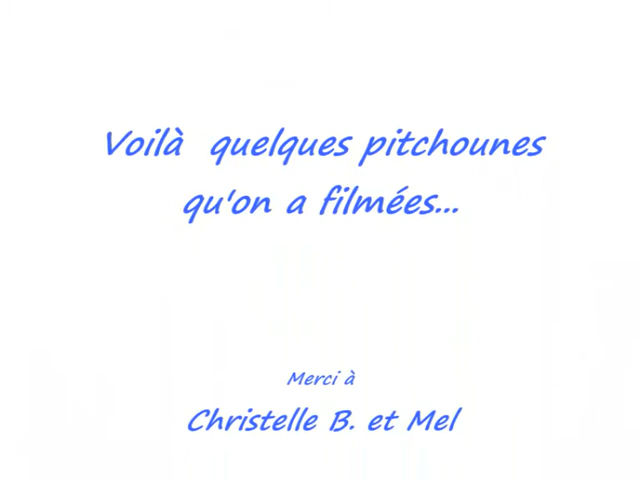 Voilà quelques pitchounes
qu'on a filmées...
Merci à
Christelle B. et Mel